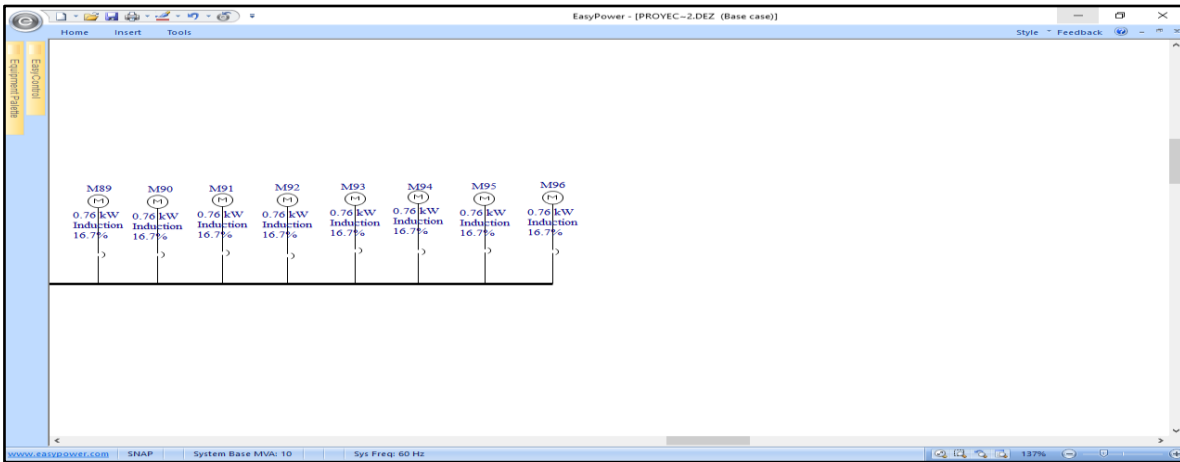 EasyPower - [PROYEC~2.DEZ (Base case)]
Home Insert Tools
Style Feedback
Equipment Palette
EasyControl
M89 M90 M91 M92 M93 M94 M95 M96
M M M M M M M M
0.76 kW 0.76 kW 0.76 kW 0.76 kW 0.76 kW 0.76 kW 0.76 kW 0.76 kW
Induction Induction Induction Induction Induction Induction Induction Induction
16.7% 16.7% 16.7% 16.7% 16.7% 16.7% 16.7% 16.7%
www.easypower.com SNAP System Base MVA: 10 Sys Freq: 60 Hz 137%